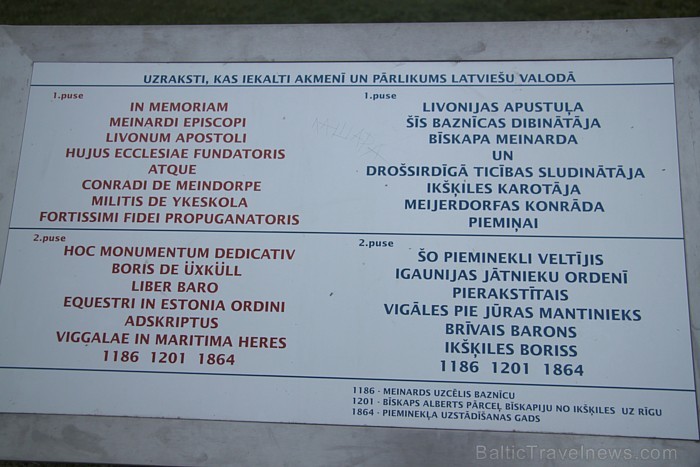 UZRAKSTI, KAS IEKALTI AKMENĪ UN PĀRLIKUMS LATVIEŠU VALODĀ
1.puse
IN MEMORIAM
MEINARDI EPISCOPI
LIVONUM APOSTOLI
HUJUS ECCLESIAE FUNDATORIS
ATQUE
CONRADI DE MEINDORPE
MILITIS DE YKESKOLA
FORTISSIMI FIDEI PROPUGANATORIS
1.puse
LIVONIJAS APUSTUĻA
ŠĪS BAZNĪCAS DIBINĀTĀJA
BĪSKAPA MEINARDA
UN
DROŠSIRDĪGĀ TICĪBAS SLUDINĀTĀJA
IKŠĶILES KAROTĀJA
MEIJERDORFAS KONRĀDA
PIEMIŅAI
2.puse
HOC MONUMENTUM DEDICATIV
BORIS DE ÜXKÜLL
LIBER BARO
EQUESTRI IN ESTONIA ORDINI
ADSKRIPTUS
VIGGALAE IN MARITIMA HERES
1186 1201 1864
2.puse
ŠO PIEMINEKLI VELTĪJIS
IGAUNIJAS JĀTNIEKU ORDENĪ
PIERAKSTĪTAIS
VIGĀLES PIE JŪRAS MANTINIEKS
BRĪVAIS BARONS
IKŠĶILES BORISS
1186 1201 1864
1186 - MEINARDS UZCĒLIS BAZNĪCU
1201 - BĪSKAPS ALBERTS PĀRCEĻ BĪSKAPIJU NO IKŠĶILES UZ RĪGU
1864 - PIEMINEKĻA UZSTĀDĪŠANAS GADS
BalticTravelnews.com